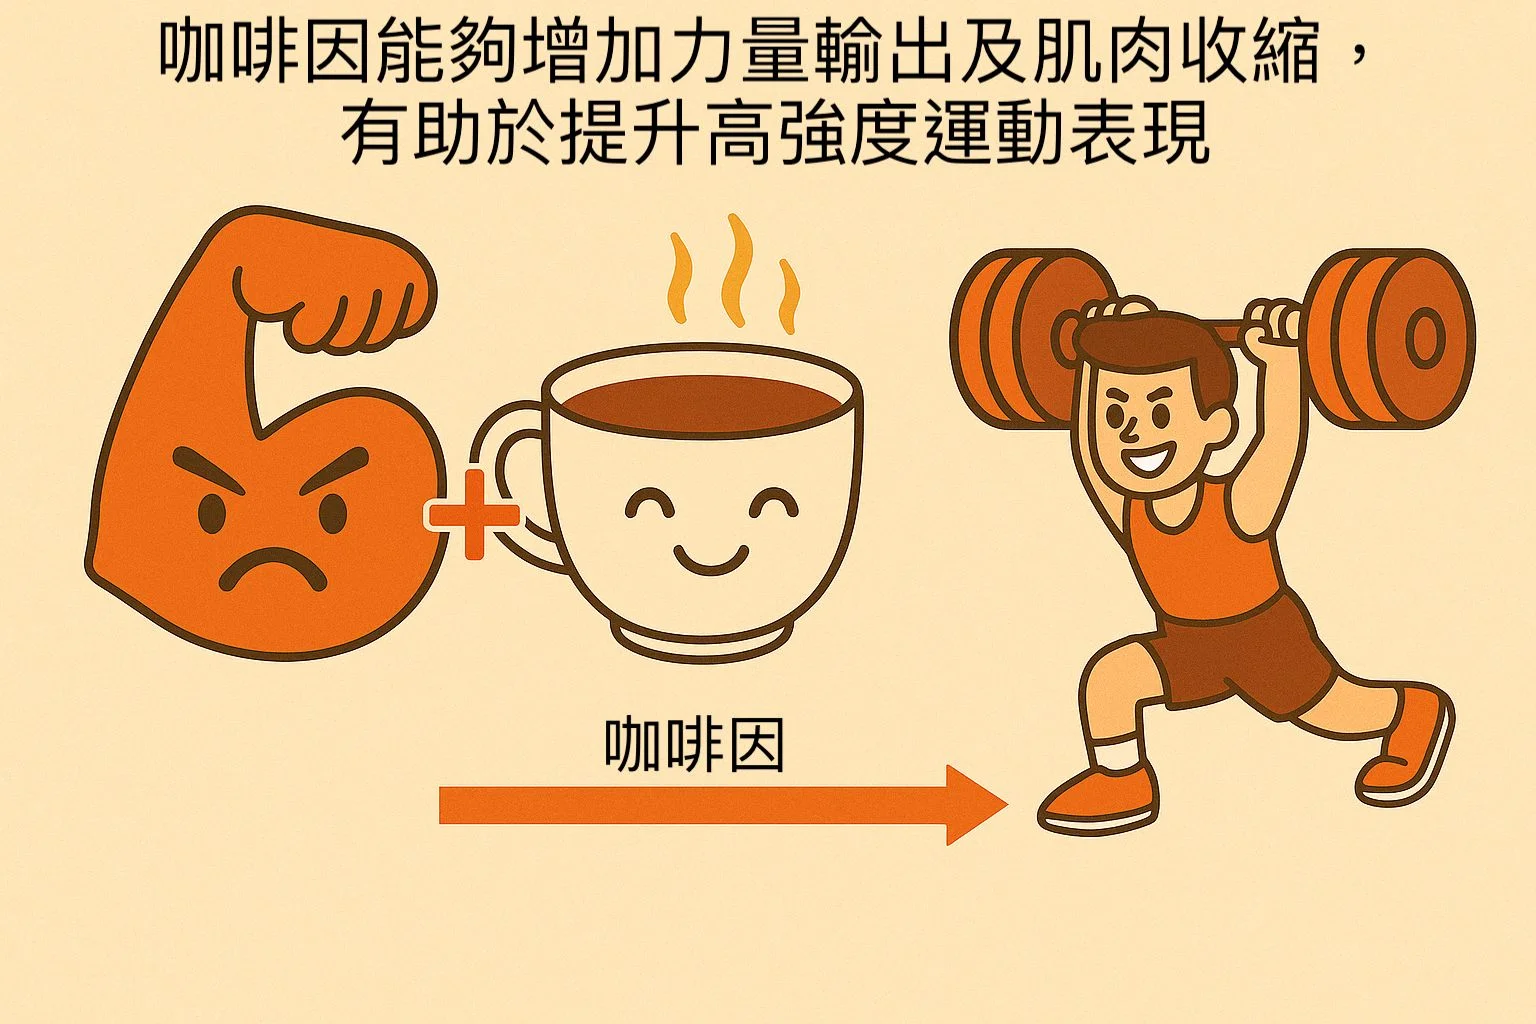 咖啡因能夠增加力量輸出及肌肉收縮，
有助於提升高強度運動表現
咖啡因